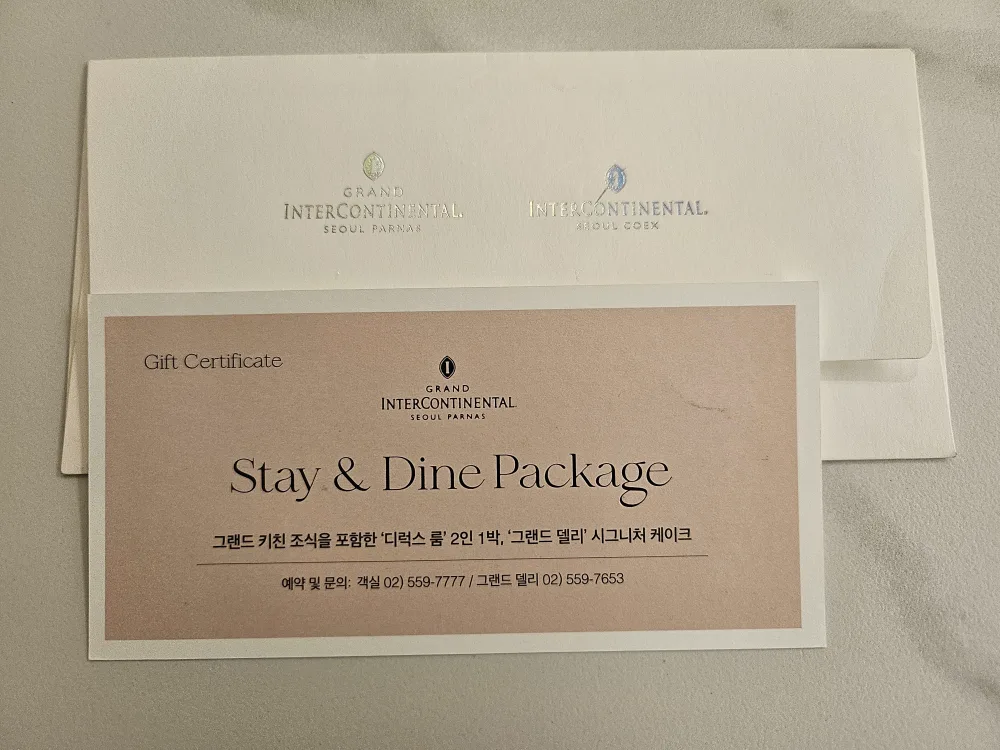 GRAND
INTERCONTINENTAL.
SEOUL PARNAS
INTERCONTINENTAL.
SEOUL COEX
Gift Certificate
GRAND
INTERCONTINENTAL.
SEOUL PARNAS
Stay & Dine Package
그랜드 키친 조식을 포함한 ‘디럭스 룸’ 2인 1박, ‘그랜드 델리’ 시그니처 케이크
예약 및 문의: 객실 02) 559-7777 / 그랜드 델리 02) 559-7653